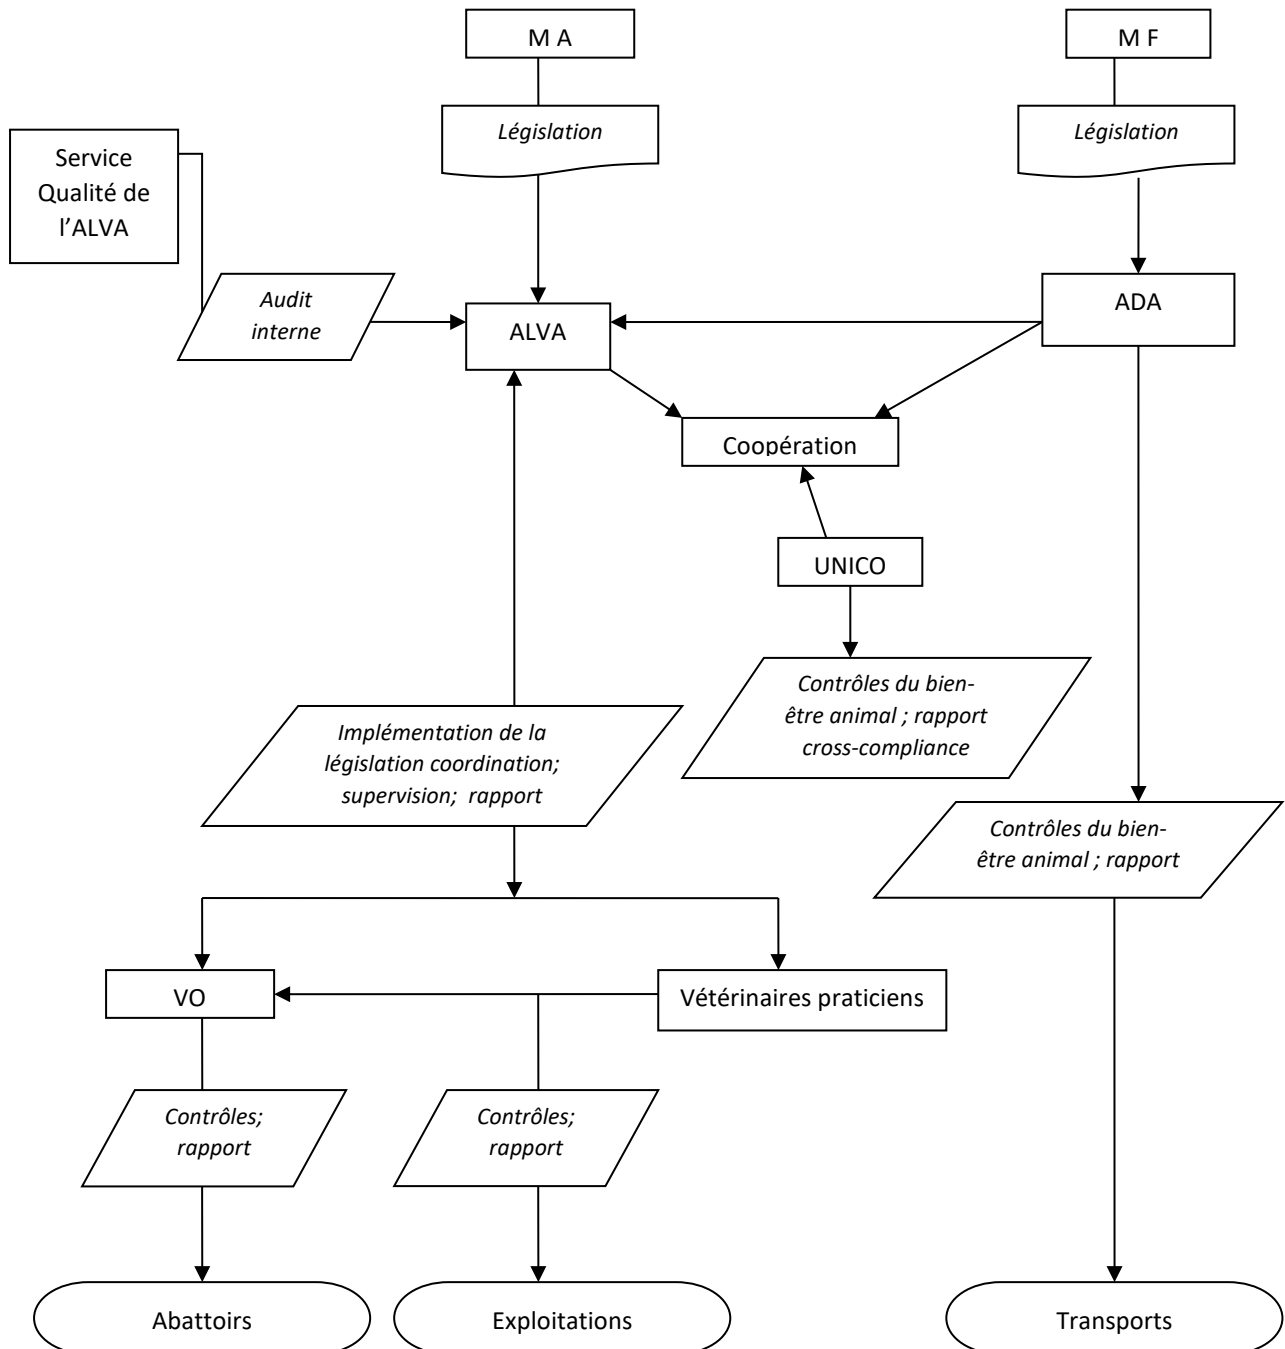 M A
M F
Législation
Législation
Service
Qualité de
l'ALVA
Audit
interne
ALVA
ADA
Coopération
UNICO
Contrôles du bien-
être animal ; rapport
cross-compliance
Implémentation de la
législation coordination;
supervision; rapport
Contrôles du bien-
être animal ; rapport
VO
Vétérinaires praticiens
Contrôles;
rapport
Contrôles;
rapport
Abattoirs
Exploitations
Transports